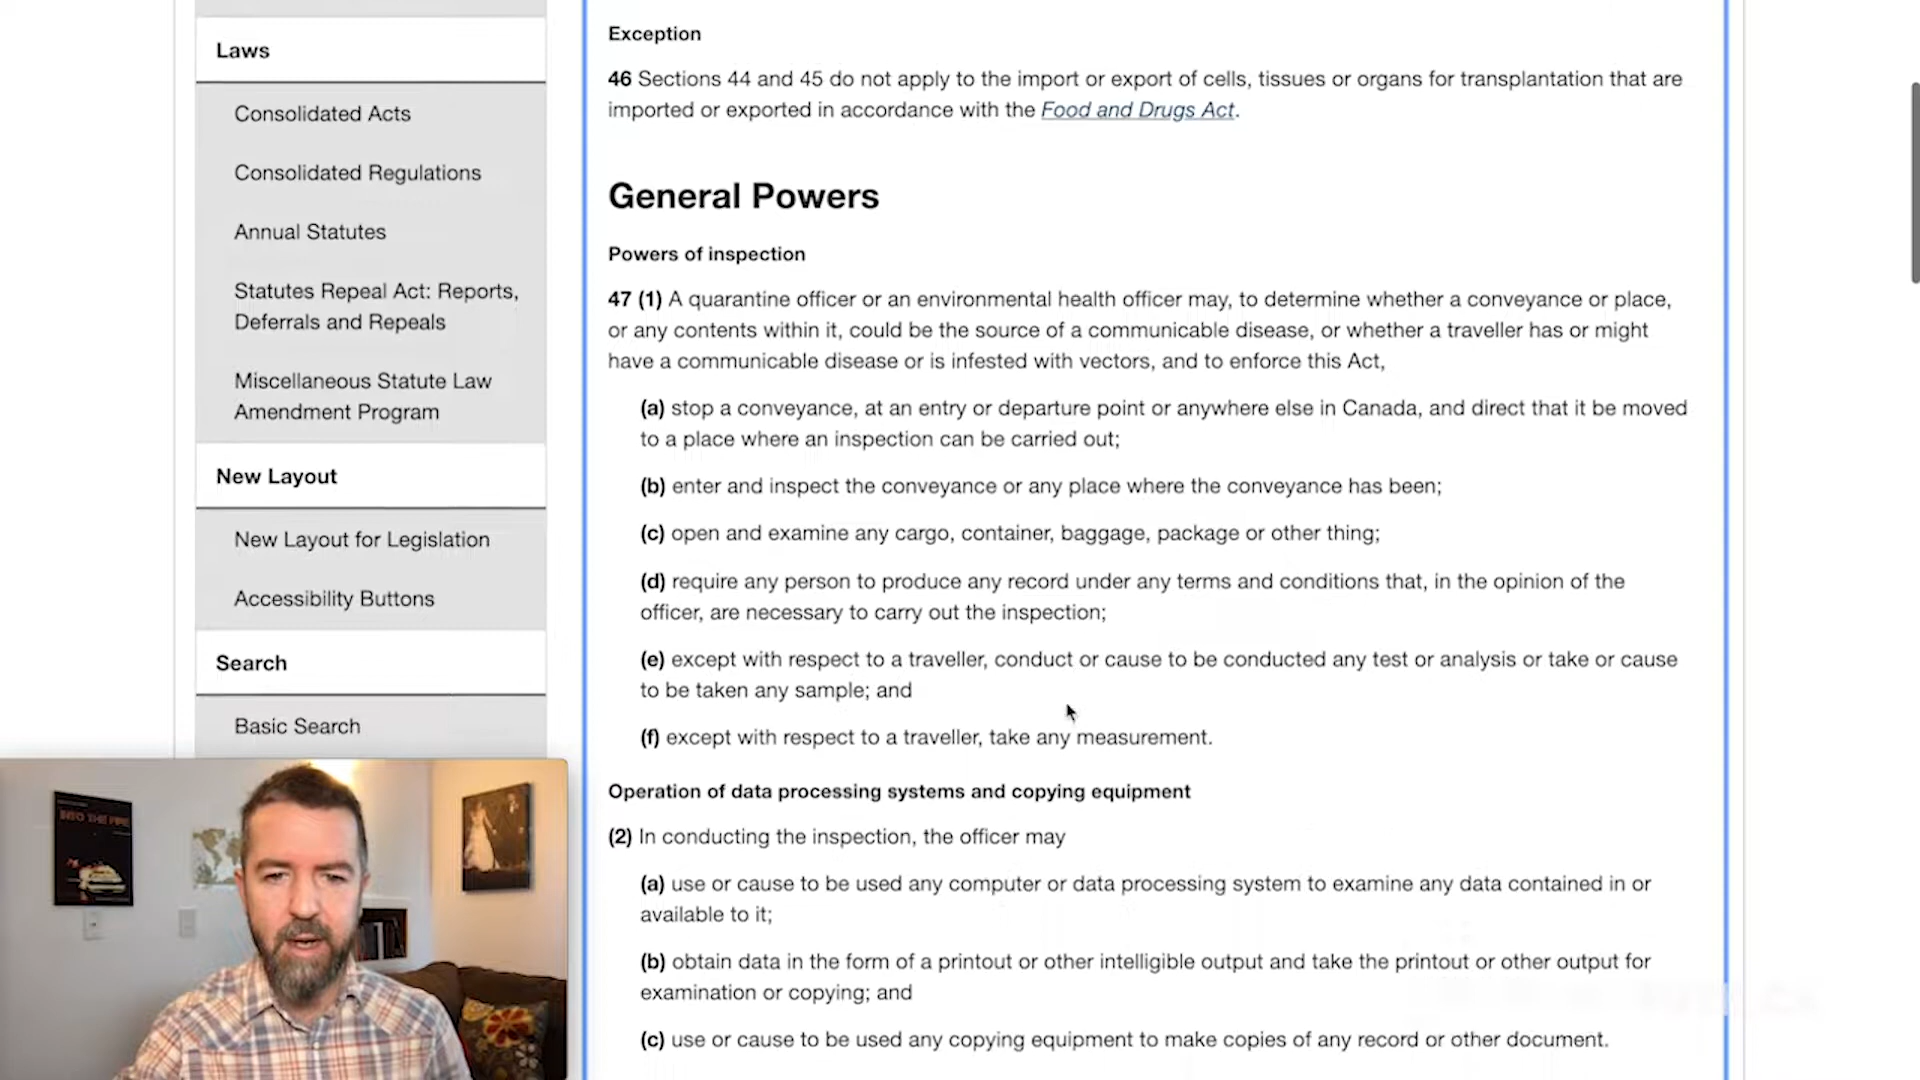 Laws
Consolidated Acts
Consolidated Regulations
Annual Statutes
Statutes Repeal Act: Reports,
Deferrals and Repeals
Miscellaneous Statute Law
Amendment Program
New Layout
New Layout for Legislation
Accessibility Buttons
Search
Basic Search
INTO THE FIRE
Exception
46 Sections 44 and 45 do not apply to the import or export of cells, tissues or organs for transplantation that are
imported or exported in accordance with the Food and Drugs Act.
General Powers
Powers of inspection
47 (1) A quarantine officer or an environmental health officer may, to determine whether a conveyance or place,
or any contents within it, could be the source of a communicable disease, or whether a traveller has or might
have a communicable disease or is infested with vectors, and to enforce this Act,
(a) stop a conveyance, at an entry or departure point or anywhere else in Canada, and direct that it be moved
to a place where an inspection can be carried out;
(b) enter and inspect the conveyance or any place where the conveyance has been;
(c) open and examine any cargo, container, baggage, package or other thing;
(d) require any person to produce any record under any terms and conditions that, in the opinion of the
officer, are necessary to carry out the inspection;
(e) except with respect to a traveller, conduct or cause to be conducted any test or analysis or take or cause
to be taken any sample; and
(f) except with respect to a traveller, take any measurement.
Operation of data processing systems and copying equipment
(2) In conducting the inspection, the officer may
(a) use or cause to be used any computer or data processing system to examine any data contained in or
available to it;
(b) obtain data in the form of a printout or other intelligible output and take the printout or other output for
examination or copying; and
(c) use or cause to be used any copying equipment to make copies of any record or other document.